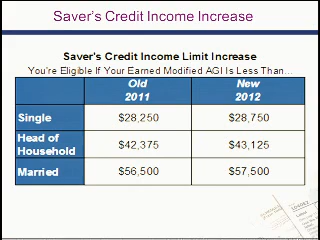 Saver's Credit Income Increase
Saver's Credit Income Limit Increase
You're Eligible If Your Earned Modified AGI Is Less Than...
Old New
2011 2012
Single $28,250 $28,750
Head of
Household $42,375 $43,125
Married $56,500 $57,500